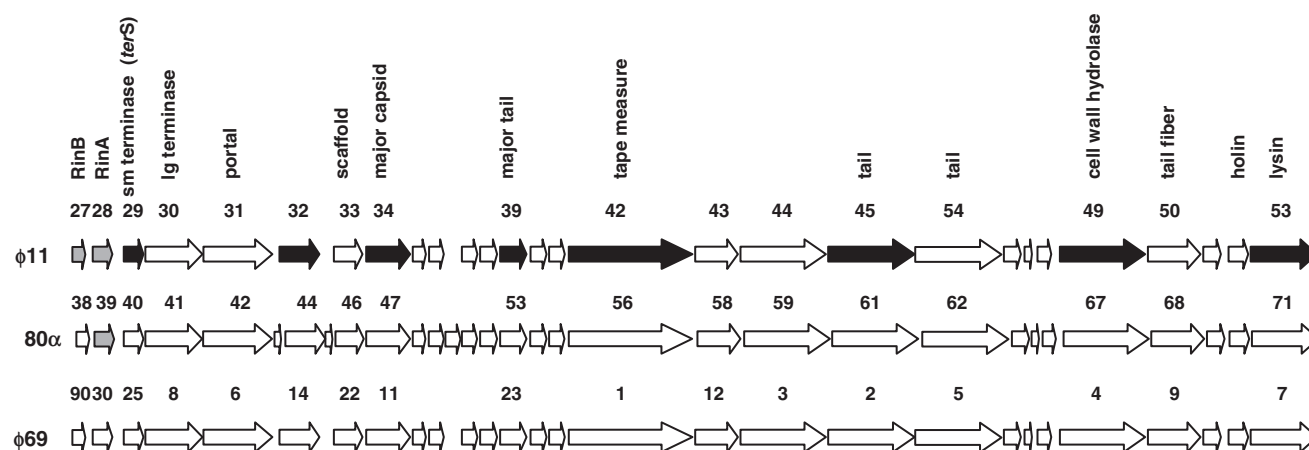 RinB
RinA
sm terminase (terS)
lg terminase
portal
scaffold
major capsid
major tail
tape measure
tail
tail
cell wall hydrolase
tail fiber
holin
lysin
27 28 29 30 31 32 33 34 39 42 43 44 45 54 49 50 53
ϕ11
38 39 40 41 42 44 46 47 53 56 58 59 61 62 67 68 71
80α
90 30 25 8 6 14 22 11 23 1 12 3 2 5 4 9 7
ϕ69